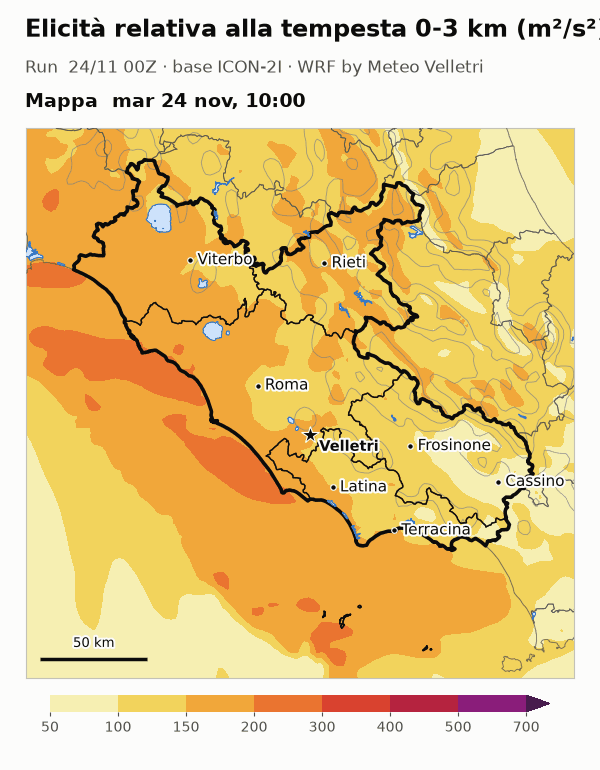 Elicità relativa alla tempesta 0-3 km (m²/s²)
Run 24/11 00Z · base ICON-2I · WRF by Meteo Velletri
Mappa mar 24 nov, 10:00
Viterbo
Rieti
Roma
Velletri
Frosinone
Cassino
Latina
Terracina
50 km
50 100 150 200 300 400 500 700